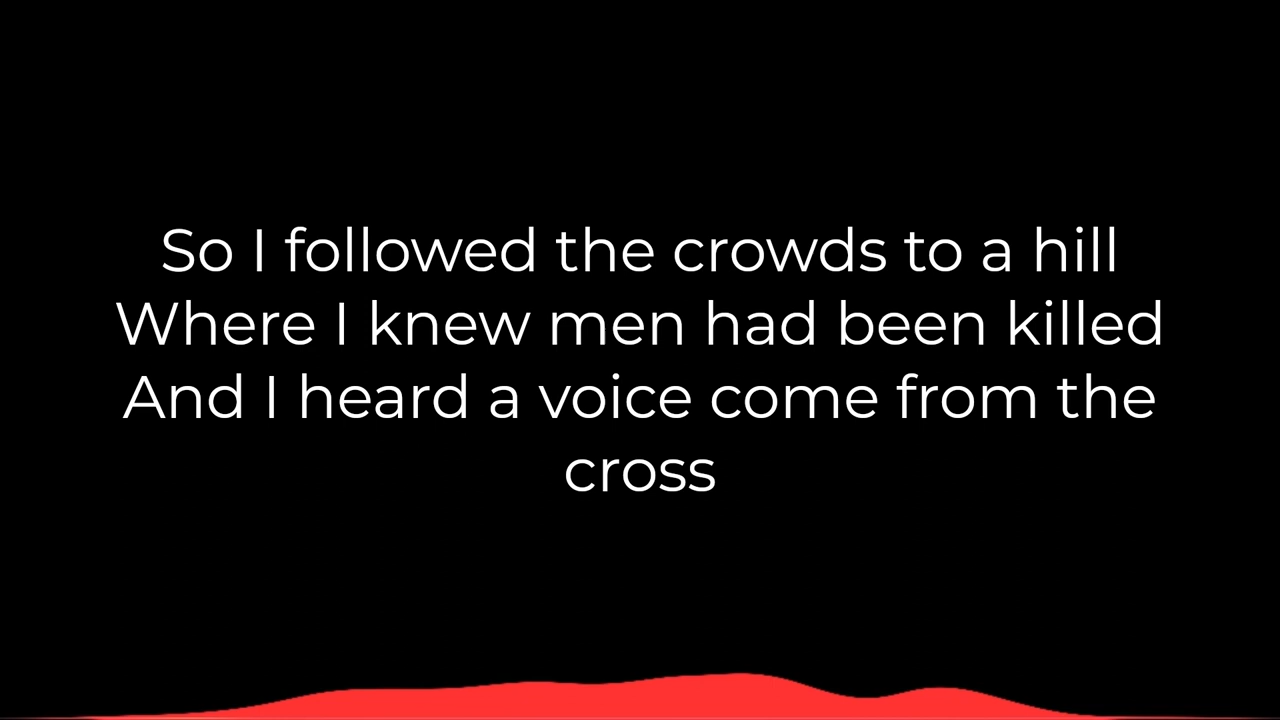 So I followed the crowds to a hill
Where I knew men had been killed
And I heard a voice come from the
cross